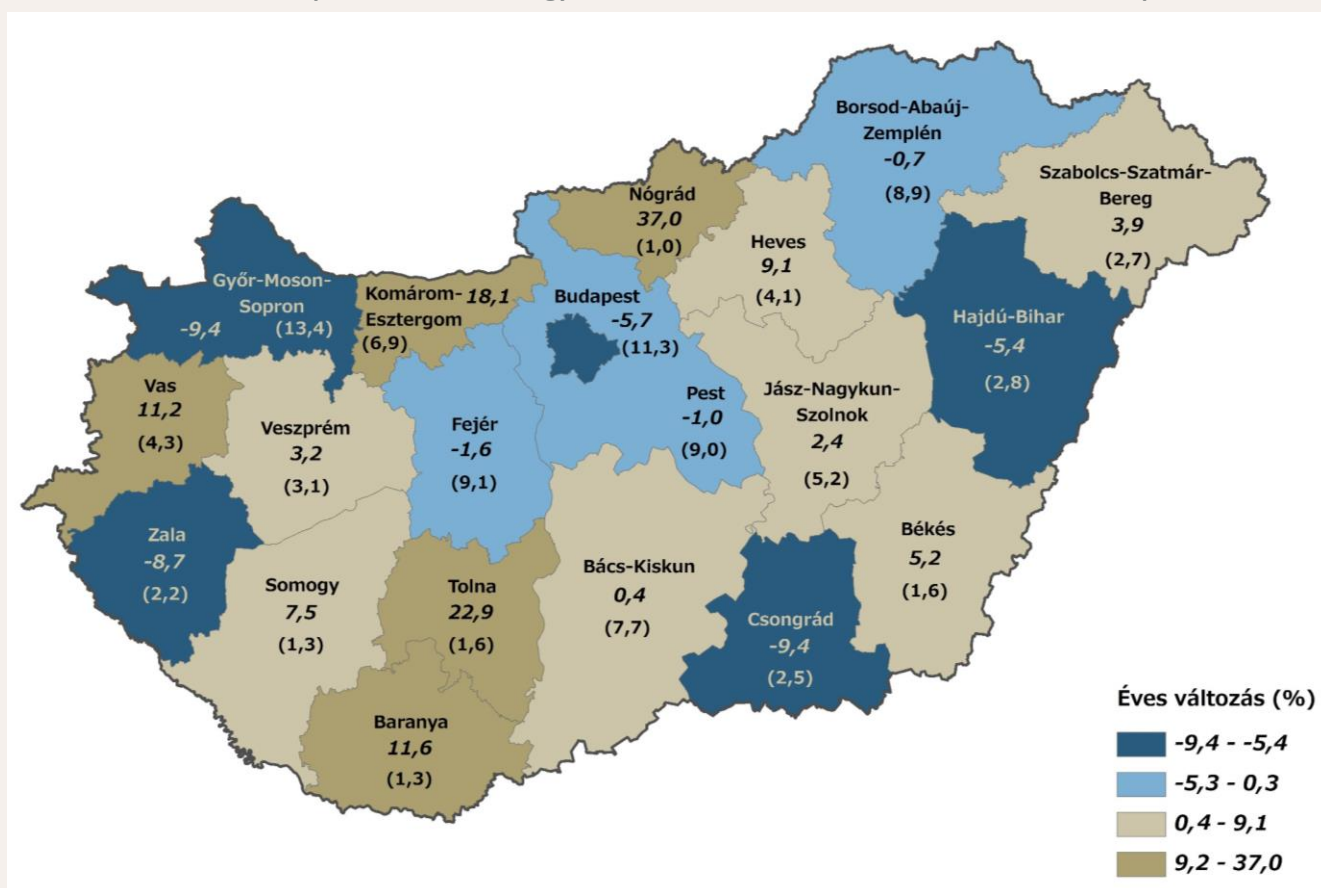 Borsod-Abaúj-
Zemplén
-0,7
(8,9)
Szabolcs-Szatmár-
Bereg
3,9
(2,7)
Nógrád
37,0
(1,0)
Heves
9,1
(4,1)
Győr-Moson-
Sopron
-9,4 (13,4)
Komárom- 18,1
Esztergom
(6,9)
Budapest
-5,7
(11,3)
Hajdú-Bihar
-5,4
(2,8)
Vas
11,2
(4,3)
Veszprém
3,2
(3,1)
Fejér
-1,6
(9,1)
Pest
-1,0
(9,0)
Jász-Nagykun-
Szolnok
2,4
(5,2)
Zala
-8,7
(2,2)
Somogy
7,5
(1,3)
Tolna
22,9
(1,6)
Bács-Kiskun
0,4
(7,7)
Csongrád
-9,4
(2,5)
Békés
5,2
(1,6)
Baranya
11,6
(1,3)
Éves változás (%)
-9,4 - -5,4
-5,3 - 0,3
0,4 - 9,1
9,2 - 37,0